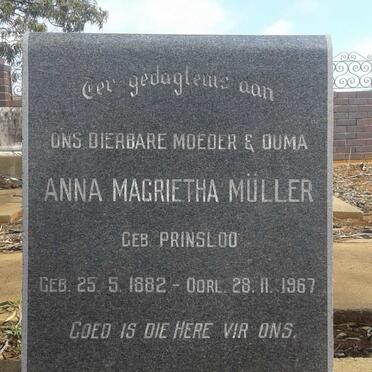 Ter gedagtenis aan
ONS DIERBARE MOEDER & OUMA
ANNA MAGRIETHA MÜLLER
GEB. PRINSLOO
GEB. 25. 5. 1882 - OORL. 28. 11. 1967
GOED IS DIE HERE VIR ONS.